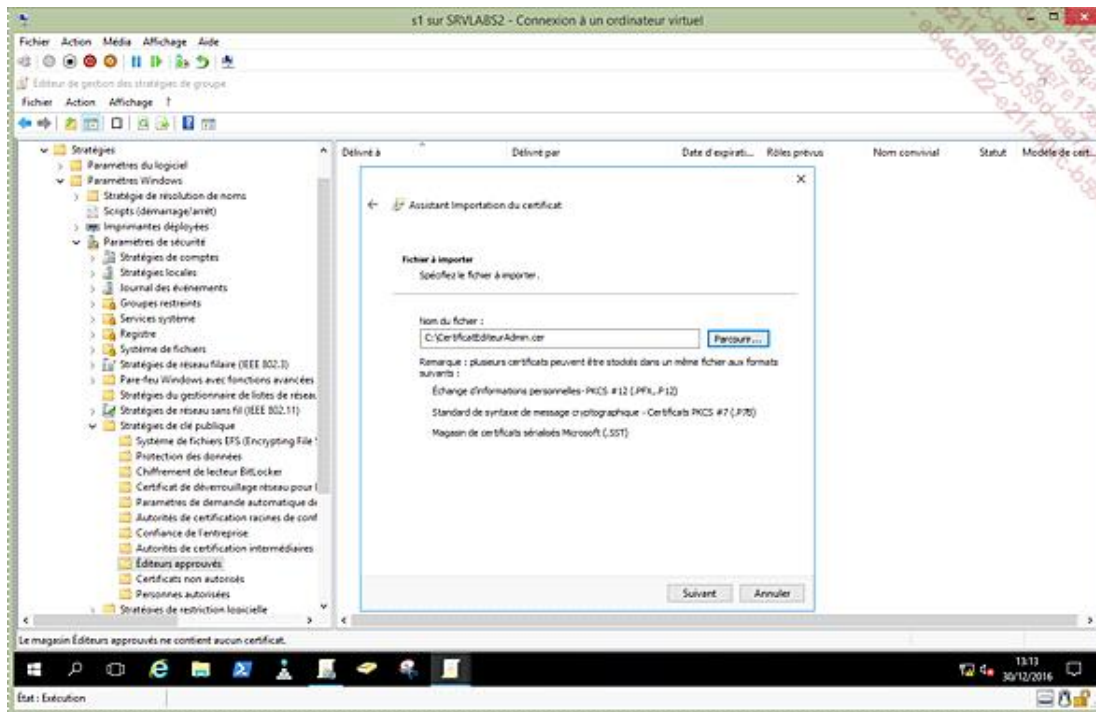 s1 sur SRVLABS2 - Connexion à un ordinateur virtuel
Fichier Action Média Affichage Aide
Éditeur de gestion des stratégies de groupe
Fichier Action Affichage ?
Stratégies
Paramètres du logiciel
Paramètres Windows
Stratégie de résolution de noms
Scripts (démarrage/arrêt)
Imprimantes déployées
Paramètres de sécurité
Stratégies de comptes
Stratégies locales
Journal des événements
Groupes restreints
Services système
Registre
Système de fichiers
Stratégies de réseau filaire (IEEE 802.3)
Pare-feu Windows avec fonctions avancées
Stratégies du gestionnaire de listes de réseau
Stratégies de réseau sans fil (IEEE 802.11)
Stratégies de clé publique
Système de fichiers EFS (Encrypting File
Protection des données
Chiffrement de lecteur BitLocker
Certificat de déverrouillage réseau pour l
Paramètres de demande automatique de
Autorités de certification racines de conf
Confiance de l'entreprise
Autorités de certification intermédiaires
Éditeurs approuvés
Certificats non autorisés
Personnes autorisées
Stratégies de restriction logicielle
Délivré à Délivré par Date d'expirati... Rôles prévus Nom convivial Statut Modèle de cert...
Assistant Importation du certificat
Fichier à importer
Spécifiez le fichier à importer.
Nom du fichier :
C:\CertificatEditeurAdmin.cer Parcourir...
Remarque : plusieurs certificats peuvent être stockés dans un même fichier aux formats
suivants :
Échange d'informations personnelles- PKCS #12 (.PFX,.P12)
Standard de syntaxe de message cryptographique - Certificats PKCS #7 (.P7B)
Magasin de certificats sérialisés Microsoft (.SST)
Suivant Annuler
Le magasin Éditeurs approuvés ne contient aucun certificat.
13:13
30/12/2016
État : Exécution